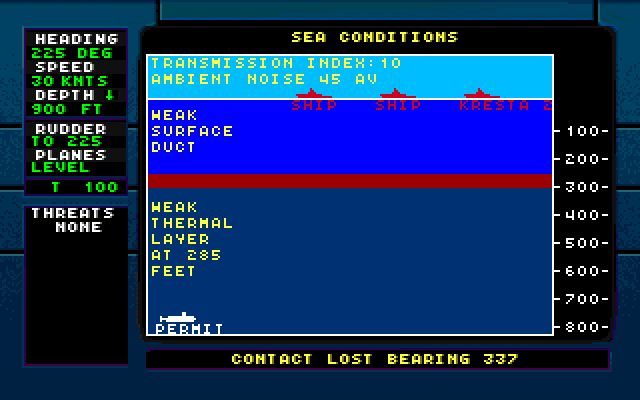 SEA CONDITIONS
HEADING
225 DEG
SPEED
30 KNTS
DEPTH ↓
900 FT
RUDDER
TO 225
PLANES
LEVEL
T 100
THREATS
NONE
TRANSMISSION INDEX:10
AMBIENT NOISE 45 AV
SHIP SHIP KRESTA 2
WEAK
SURFACE
DUCT
WEAK
THERMAL
LAYER
AT 285
FEET
PERMIT
100-
200-
300-
400-
500-
600-
700-
800-
CONTACT LOST BEARING 337